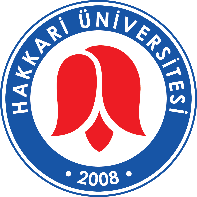 HAKKARİ ÜNİVERSİTESİ
• 2008 •